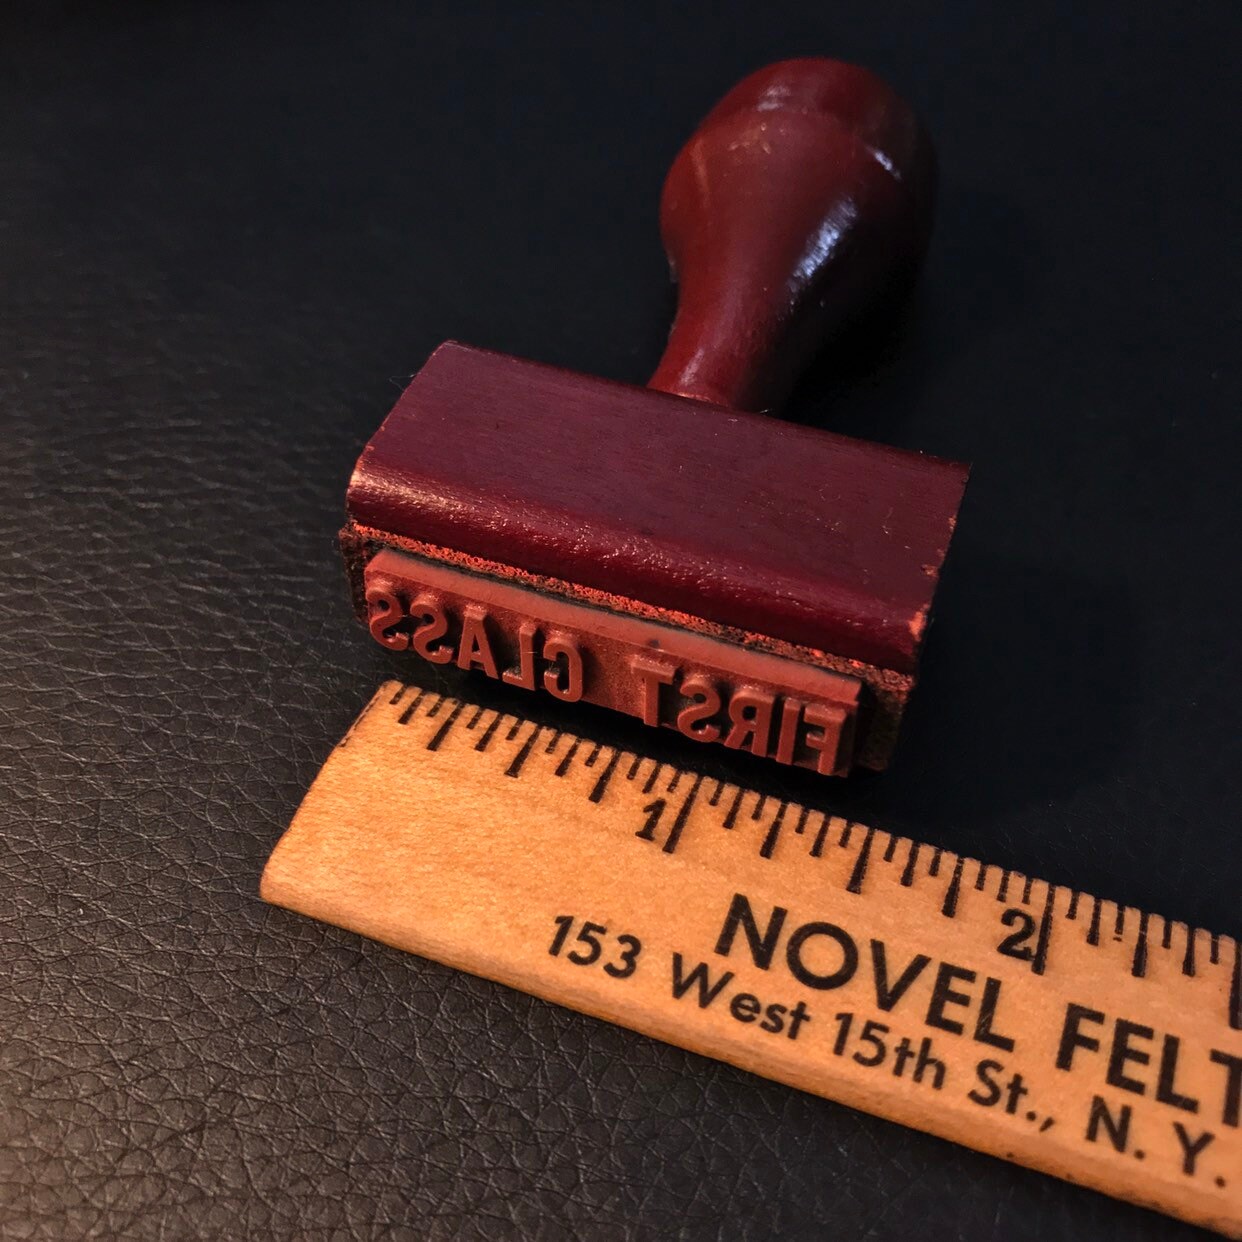 FIRST CLASS
1 2
NOVEL FELT
153 West 15th St., N.Y.